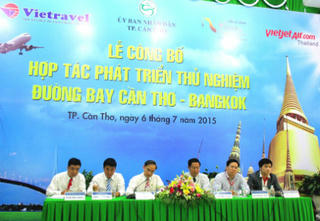 Vietravel
ỦY BAN NHÂN DÂN
TP. CẦN THƠ
vietjetAir.com
Thailand
LỄ CÔNG BỐ
HỢP TÁC PHÁT TRIỂN THỬ NGHIỆM
ĐƯỜNG BAY CẦN THƠ - BANGKOK
TP. Cần Thơ, ngày 6 tháng 7 năm 2015